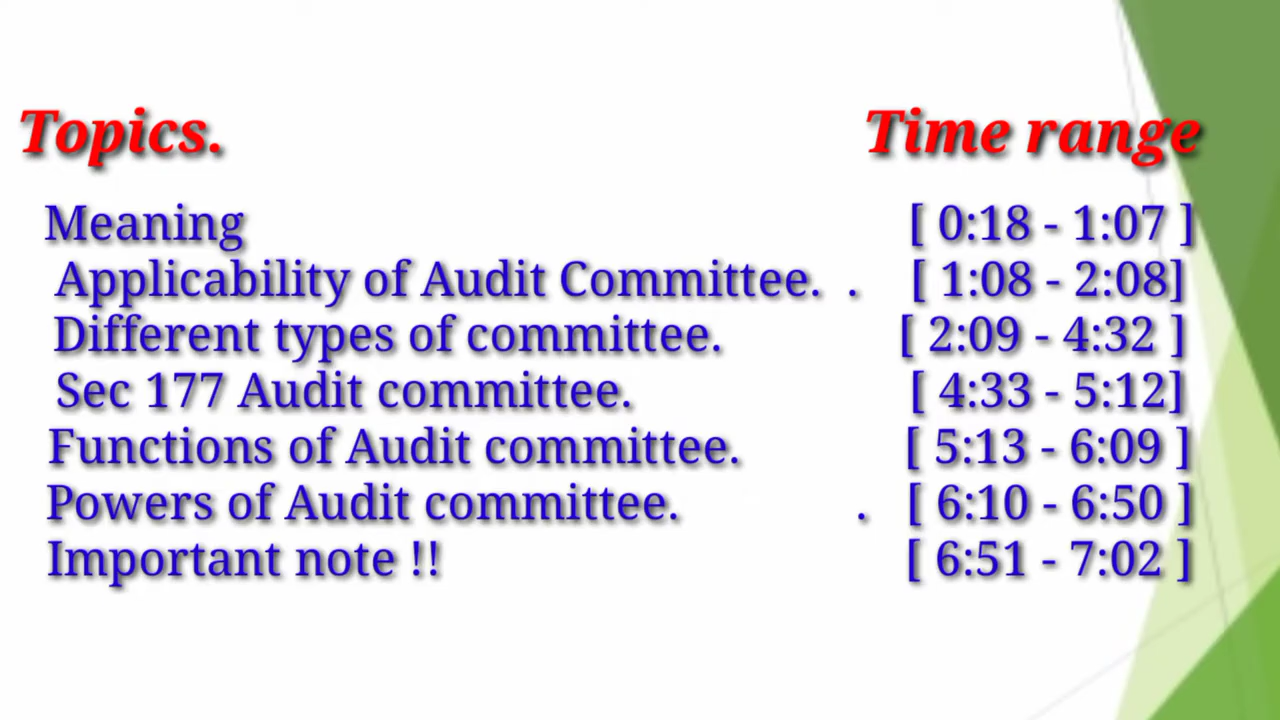 Topics. Time range
Meaning [ 0:18 - 1:07 ]
Applicability of Audit Committee. . [ 1:08 - 2:08]
Different types of committee. [ 2:09 - 4:32 ]
Sec 177 Audit committee. [ 4:33 - 5:12]
Functions of Audit committee. [ 5:13 - 6:09 ]
Powers of Audit committee. . [ 6:10 - 6:50 ]
Important note !! [ 6:51 - 7:02 ]